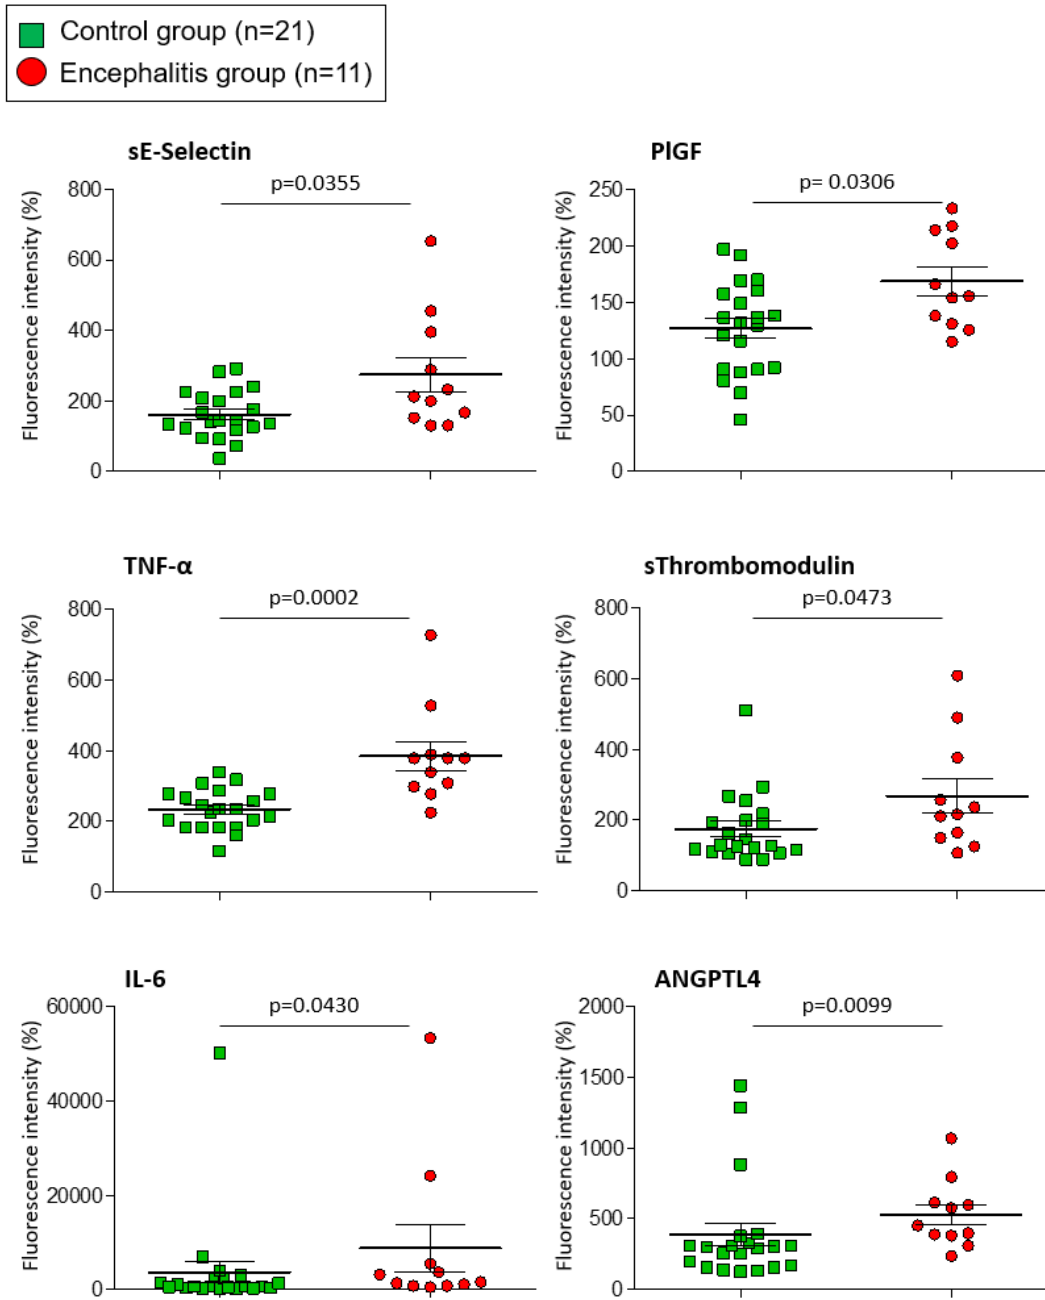 Control group (n=21)
Encephalitis group (n=11)
sE-Selectin
p=0.0355
Fluorescence intensity (%)
800
600
400
200
0
PlGF
p= 0.0306
Fluorescence intensity (%)
250
200
150
100
50
0
TNF-α
p=0.0002
Fluorescence intensity (%)
800
600
400
200
0
sThrombomodulin
p=0.0473
Fluorescence intensity (%)
800
600
400
200
0
IL-6
p=0.0430
Fluorescence intensity (%)
60000
40000
20000
0
ANGPTL4
p=0.0099
Fluorescence intensity (%)
2000
1500
1000
500
0